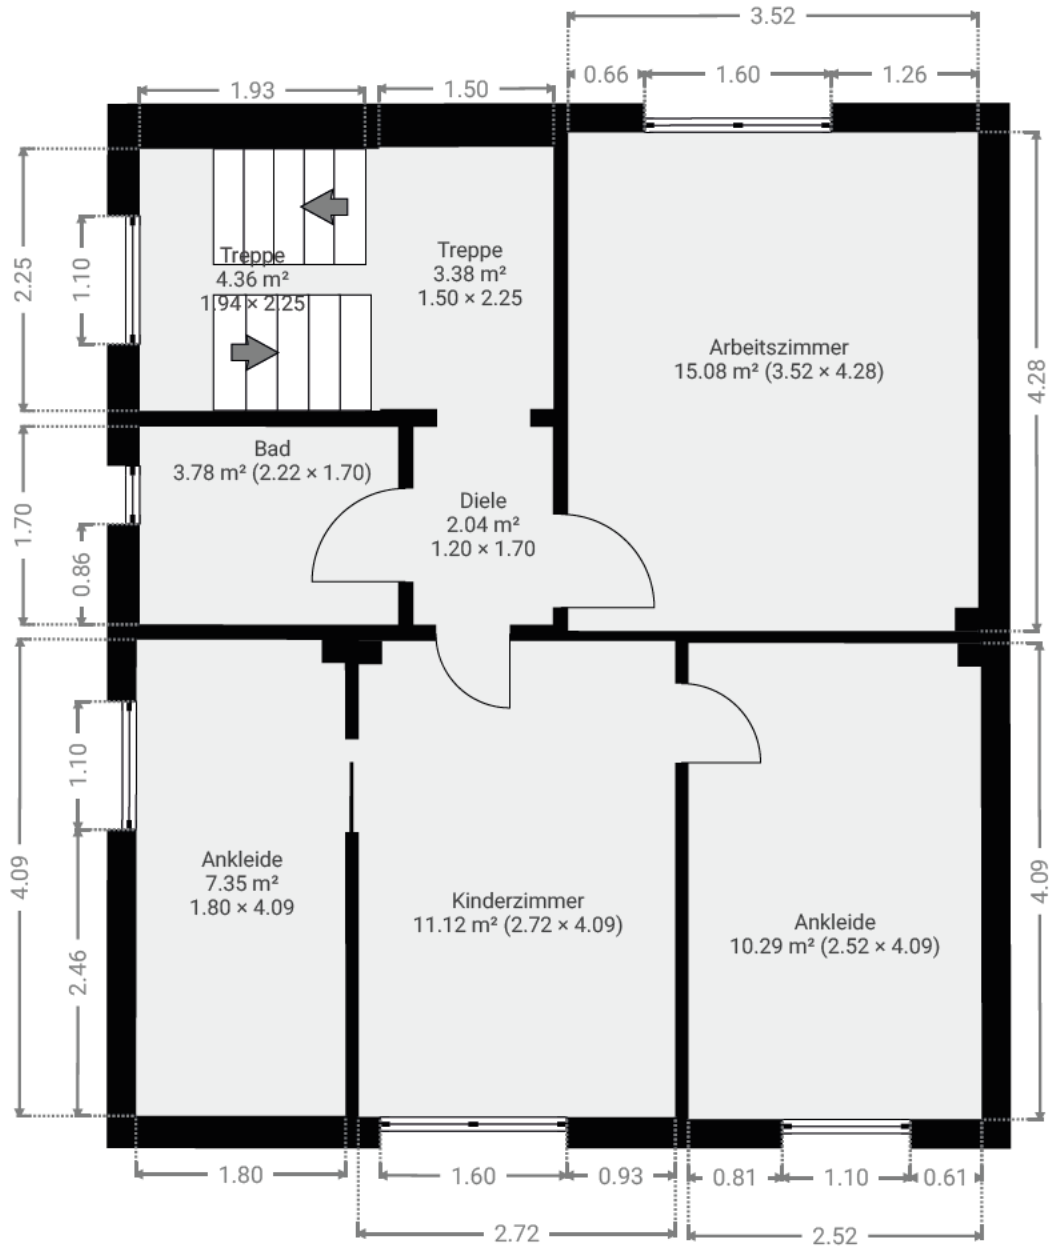 3.52
0.66
1.60
1.26
1.93
1.50
2.25
1.10
Treppe
4.36 m²
1.94 × 2.25
Treppe
3.38 m²
1.50 × 2.25
Arbeitszimmer
15.08 m² (3.52 × 4.28)
4.28
Bad
3.78 m² (2.22 × 1.70)
1.70
0.86
Diele
2.04 m²
1.20 × 1.70
4.09
1.10
2.46
Ankleide
7.35 m²
1.80 × 4.09
Kinderzimmer
11.12 m² (2.72 × 4.09)
Ankleide
10.29 m² (2.52 × 4.09)
4.09
1.80
1.60
0.93
0.81
1.10
0.61
2.72
2.52